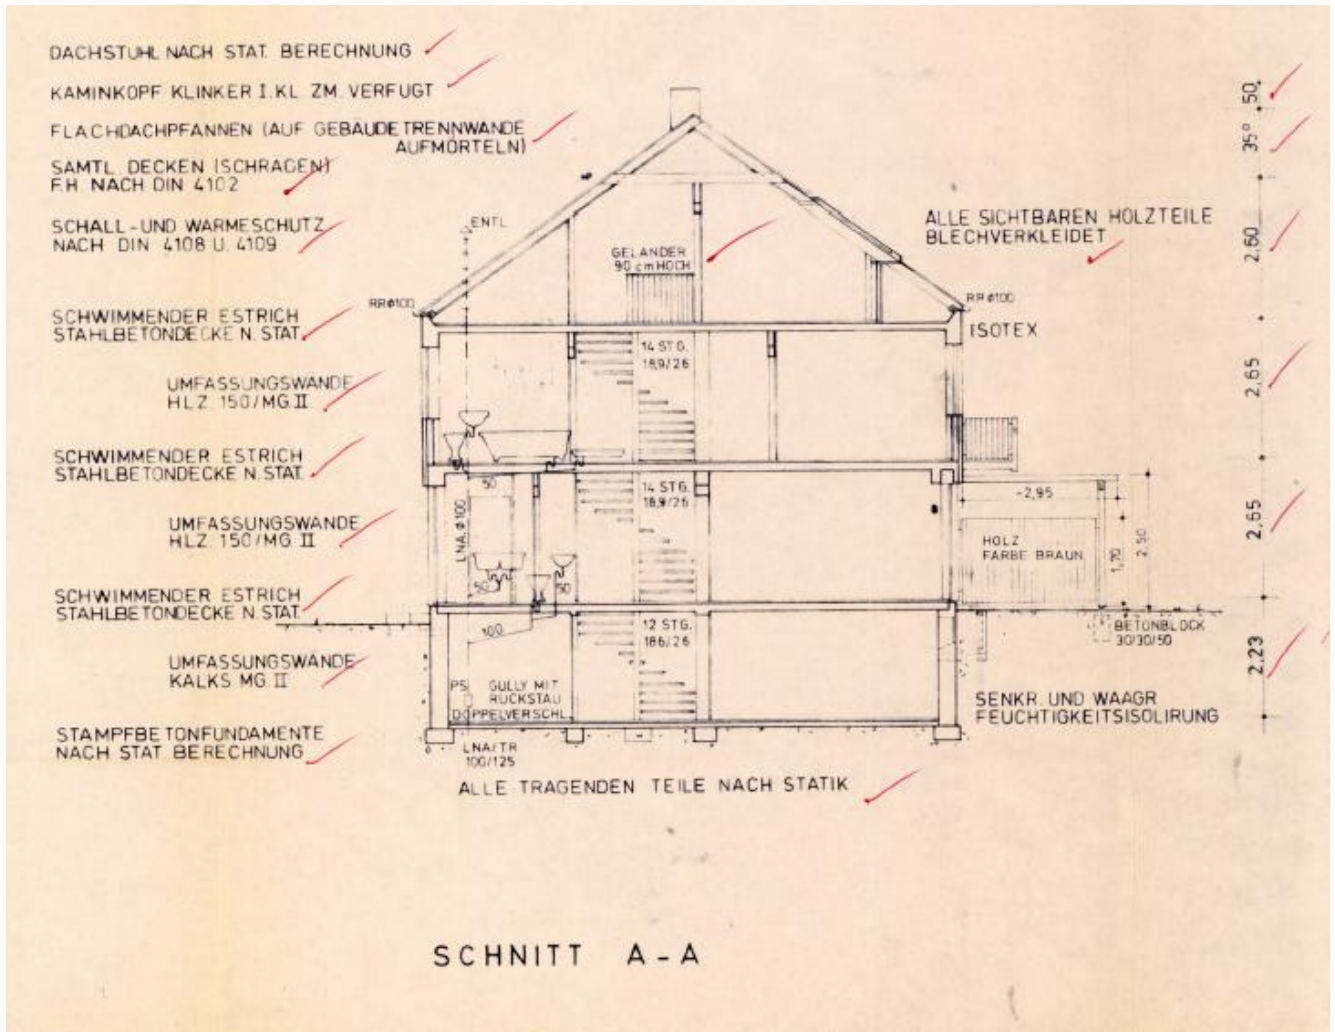 DACHSTUHL NACH STAT. BERECHNUNG
KAMINKOPF KLINKER I. KL. ZM. VERFUGT
FLACHDACHPFANNEN (AUF GEBÄUDETRENNWANDE
AUFMÖRTELN)
SAMTL. DECKEN (SCHRAGEN)
F.H. NACH DIN 4102
SCHALL-UND WARMESCHUTZ
NACH DIN 4108 U. 4109
SCHWIMMENDER ESTRICH
STAHLBETONDECKE N. STAT.
UMFASSUNGSWÄNDE
HLZ 150/MG. II
SCHWIMMENDER ESTRICH
STAHLBETONDECKE N. STAT.
UMFASSUNGSWÄNDE
HLZ 150/MG II
SCHWIMMENDER ESTRICH
STAHLBETONDECKE N. STAT.
UMFASSUNGSWÄNDE
KALKS MG II
STAMPFBETONFUNDAMENTE
NACH STAT BERECHNUNG
ENTL
GELANDER
90 cm HOCH
RR ø100
RR ø100
ISOTEX
ALLE SICHTBAREN HOLZTEILE
BLECHVERKLEIDET
14 STG.
18,9/26
50
LNA. ø 100
14 STG.
18,9/26
50
50
-2,95
HOLZ
FARBE BRAUN
1,70
2,50
100
12 STG.
18,6/26
BETONBLOCK
30/30/50
PS
GULLY MIT
RÜCKSTAU
DOPPELVERSCHL.
LNA/TR
100/125
SENKR. UND WAAGR
FEUCHTIGKEITSISOLIRUNG
ALLE TRAGENDEN TEILE NACH STATIK
50
35°
2,60
2,65
2,65
2,23
SCHNITT A-A